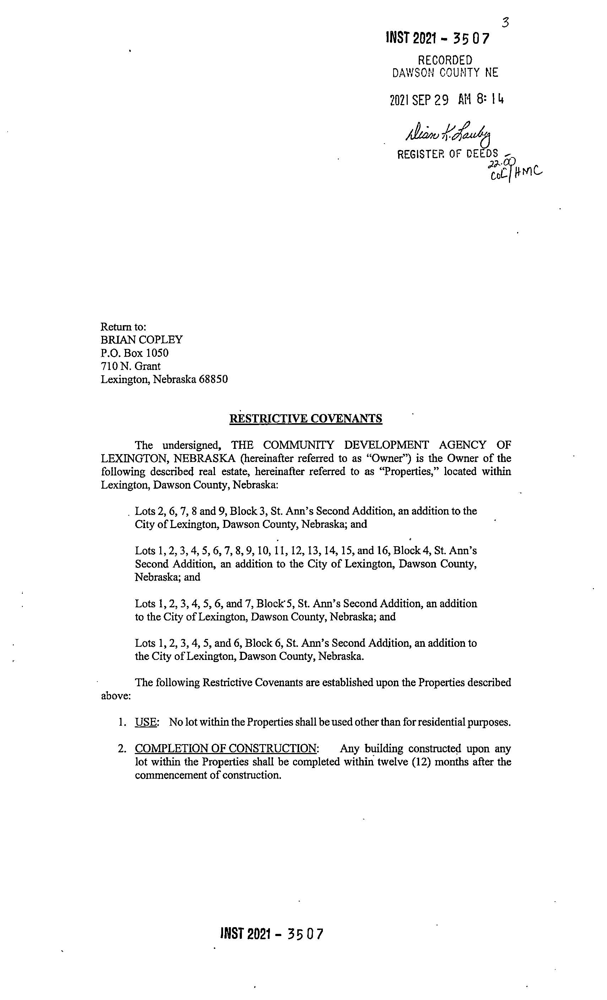 3
INST 2021 - 3507
RECORDED
DAWSON COUNTY NE
2021 SEP 29 AM 8:14
Dian K. Lauby
REGISTER OF DEEDS
22.00
COL/HMC
Return to:
BRIAN COPLEY
P.O. Box 1050
710 N. Grant
Lexington, Nebraska 68850
RESTRICTIVE COVENANTS
The undersigned, THE COMMUNITY DEVELOPMENT AGENCY OF
LEXINGTON, NEBRASKA (hereinafter referred to as “Owner”) is the Owner of the
following described real estate, hereinafter referred to as “Properties,” located within
Lexington, Dawson County, Nebraska:
Lots 2, 6, 7, 8 and 9, Block 3, St. Ann’s Second Addition, an addition to the
City of Lexington, Dawson County, Nebraska; and
Lots 1, 2, 3, 4, 5, 6, 7, 8, 9, 10, 11, 12, 13, 14, 15, and 16, Block 4, St. Ann’s
Second Addition, an addition to the City of Lexington, Dawson County,
Nebraska; and
Lots 1, 2, 3, 4, 5, 6, and 7, Block 5, St. Ann’s Second Addition, an addition
to the City of Lexington, Dawson County, Nebraska; and
Lots 1, 2, 3, 4, 5, and 6, Block 6, St. Ann’s Second Addition, an addition to
the City of Lexington, Dawson County, Nebraska.
The following Restrictive Covenants are established upon the Properties described
above:
1. USE: No lot within the Properties shall be used other than for residential purposes.
2. COMPLETION OF CONSTRUCTION: Any building constructed upon any
lot within the Properties shall be completed within twelve (12) months after the
commencement of construction.
INST 2021 - 3507